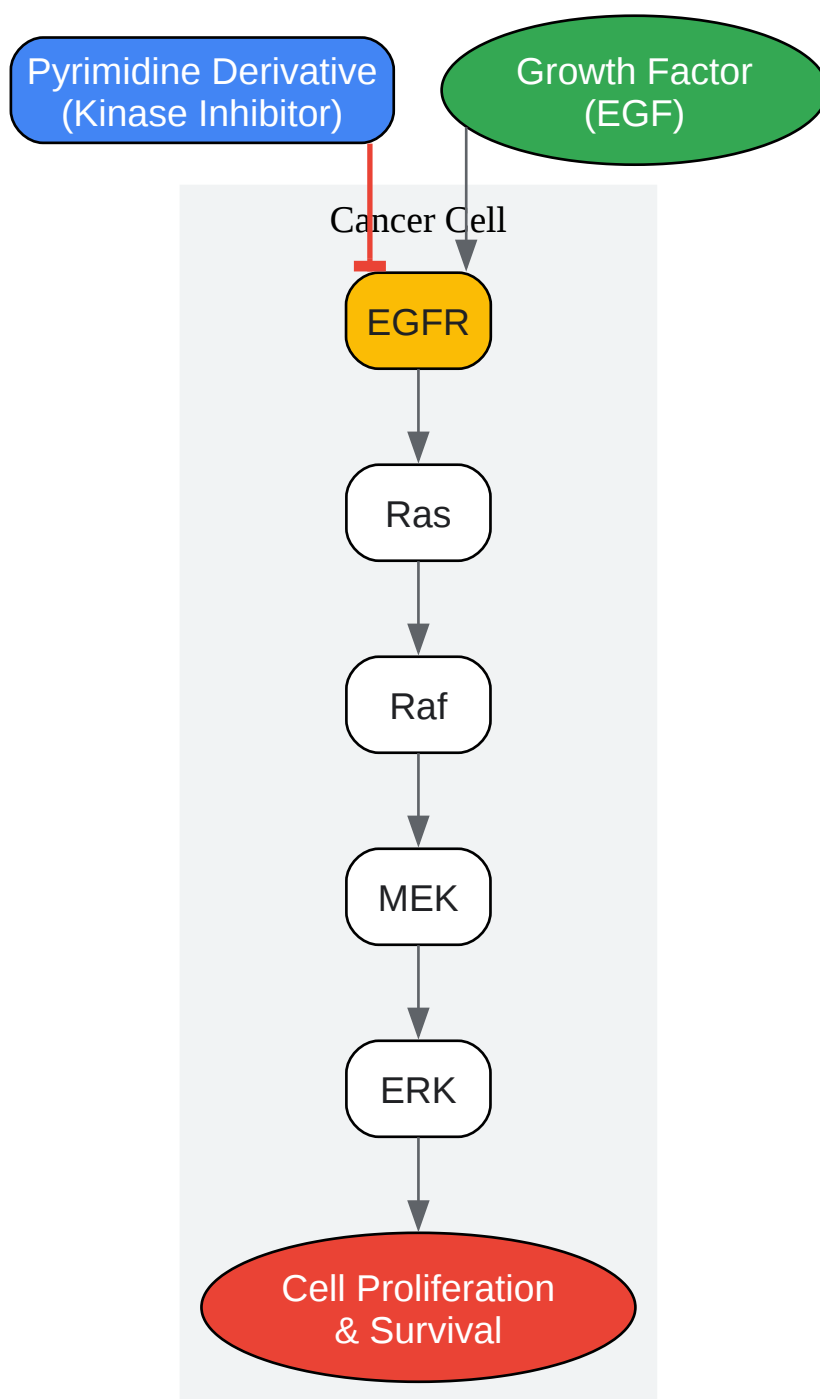 Pyrimidine Derivative
(Kinase Inhibitor)
Growth Factor
(EGF)
Cancer Cell
EGFR
Ras
Raf
MEK
ERK
Cell Proliferation
& Survival